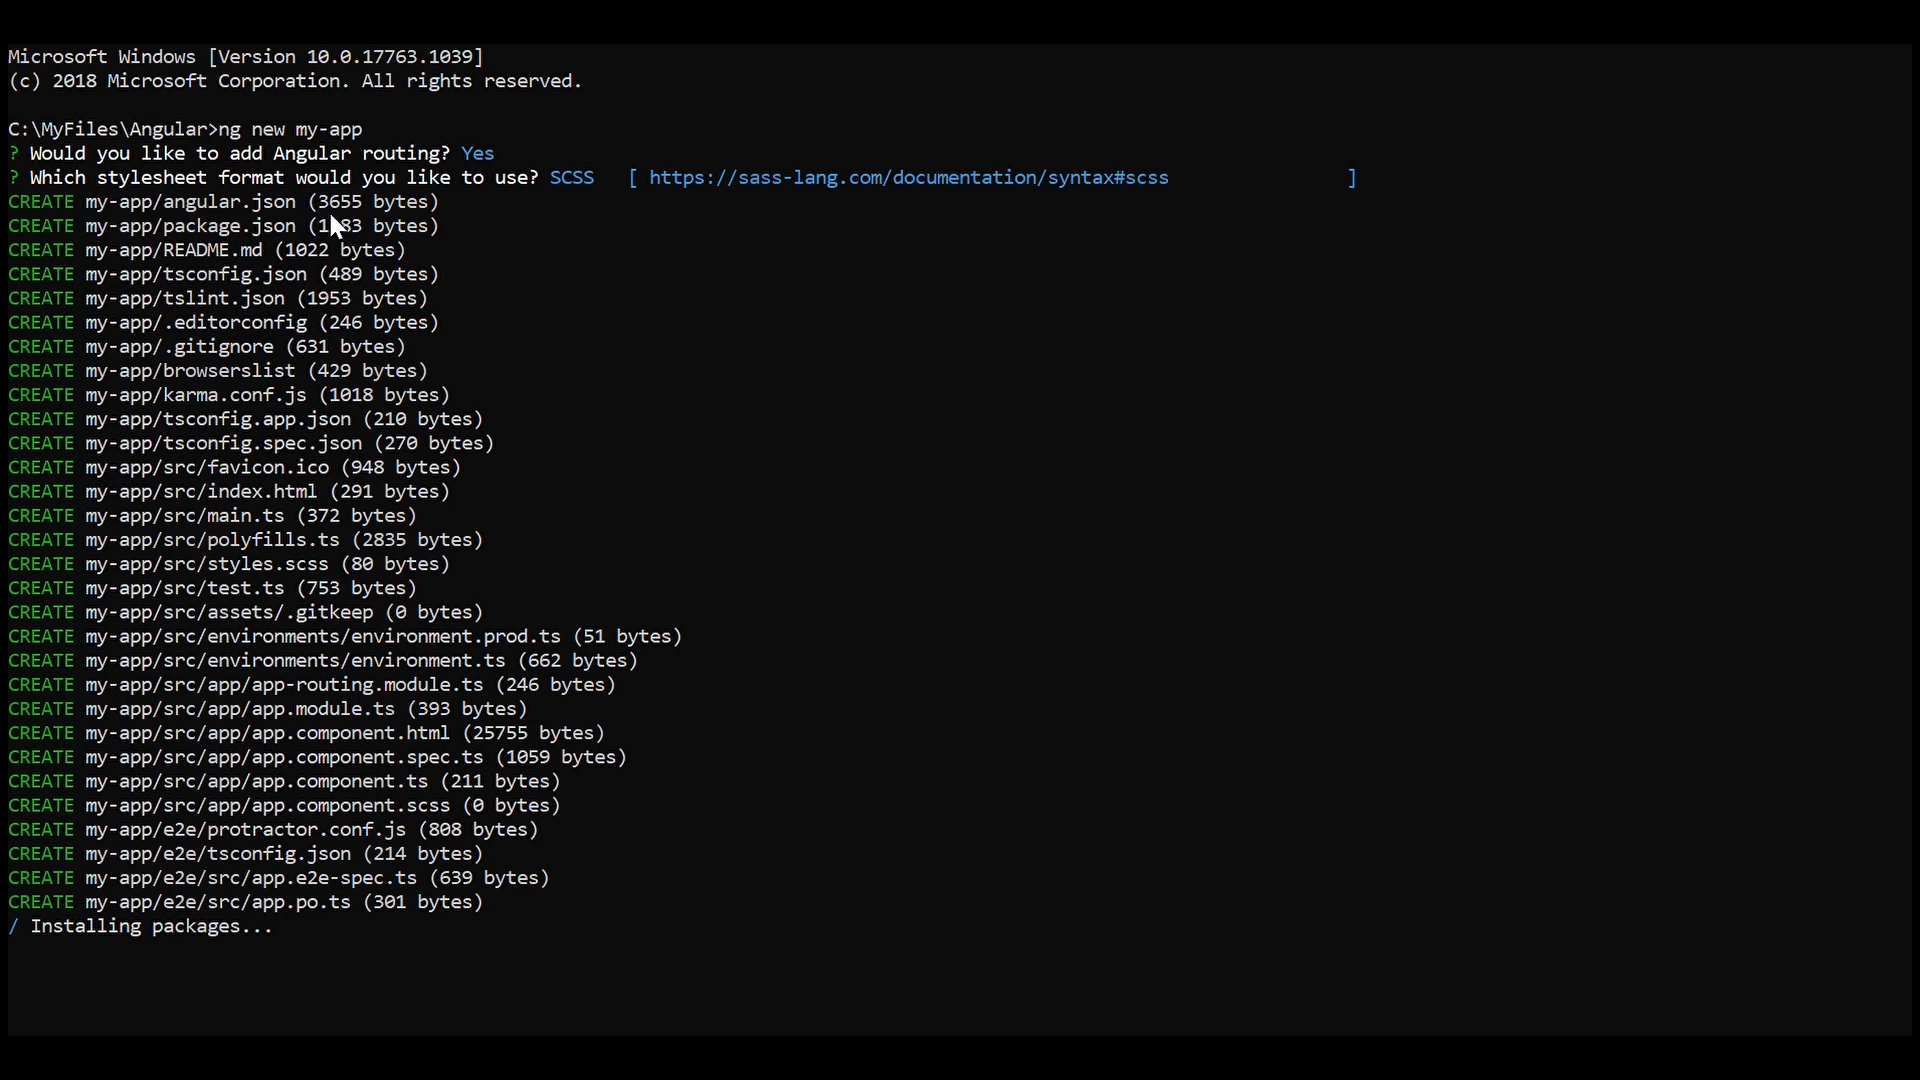 Microsoft Windows [Version 10.0.17763.1039]
(c) 2018 Microsoft Corporation. All rights reserved.
C:\MyFiles\Angular>ng new my-app
? Would you like to add Angular routing? Yes
? Which stylesheet format would you like to use? SCSS   [ https://sass-lang.com/documentation/syntax#scss                ]
CREATE my-app/angular.json (3655 bytes)
CREATE my-app/package.json bytes)
CREATE my-app/README.md (1022 bytes)
CREATE my-app/tsconfig.json (489 bytes)
CREATE my-app/tslint.json (1953 bytes)
CREATE my-app/.editorconfig (246 bytes)
CREATE my-app/.gitignore (631 bytes)
CREATE my-app/browserslist (429 bytes)
CREATE my-app/karma.conf.js (1018 bytes)
CREATE my-app/tsconfig.app.json (210 bytes)
CREATE my-app/tsconfig.spec.json (270 bytes)
CREATE my-app/src/favicon.ico (948 bytes)
CREATE my-app/src/index.html (291 bytes)
CREATE my-app/src/main.ts (372 bytes)
CREATE my-app/src/polyfills.ts (2835 bytes)
CREATE my-app/src/styles.scss (80 bytes)
CREATE my-app/src/test.ts (753 bytes)
CREATE my-app/src/assets/.gitkeep (0 bytes)
CREATE my-app/src/environments/environment.prod.ts (51 bytes)
CREATE my-app/src/environments/environment.ts (662 bytes)
CREATE my-app/src/app/app-routing.module.ts (246 bytes)
CREATE my-app/src/app/app.module.ts (393 bytes)
CREATE my-app/src/app/app.component.html (25755 bytes)
CREATE my-app/src/app/app.component.spec.ts (1059 bytes)
CREATE my-app/src/app/app.component.ts (211 bytes)
CREATE my-app/src/app/app.component.scss (0 bytes)
CREATE my-app/e2e/protractor.conf.js (808 bytes)
CREATE my-app/e2e/tsconfig.json (214 bytes)
CREATE my-app/e2e/src/app.e2e-spec.ts (639 bytes)
CREATE my-app/e2e/src/app.po.ts (301 bytes)
/ Installing packages...